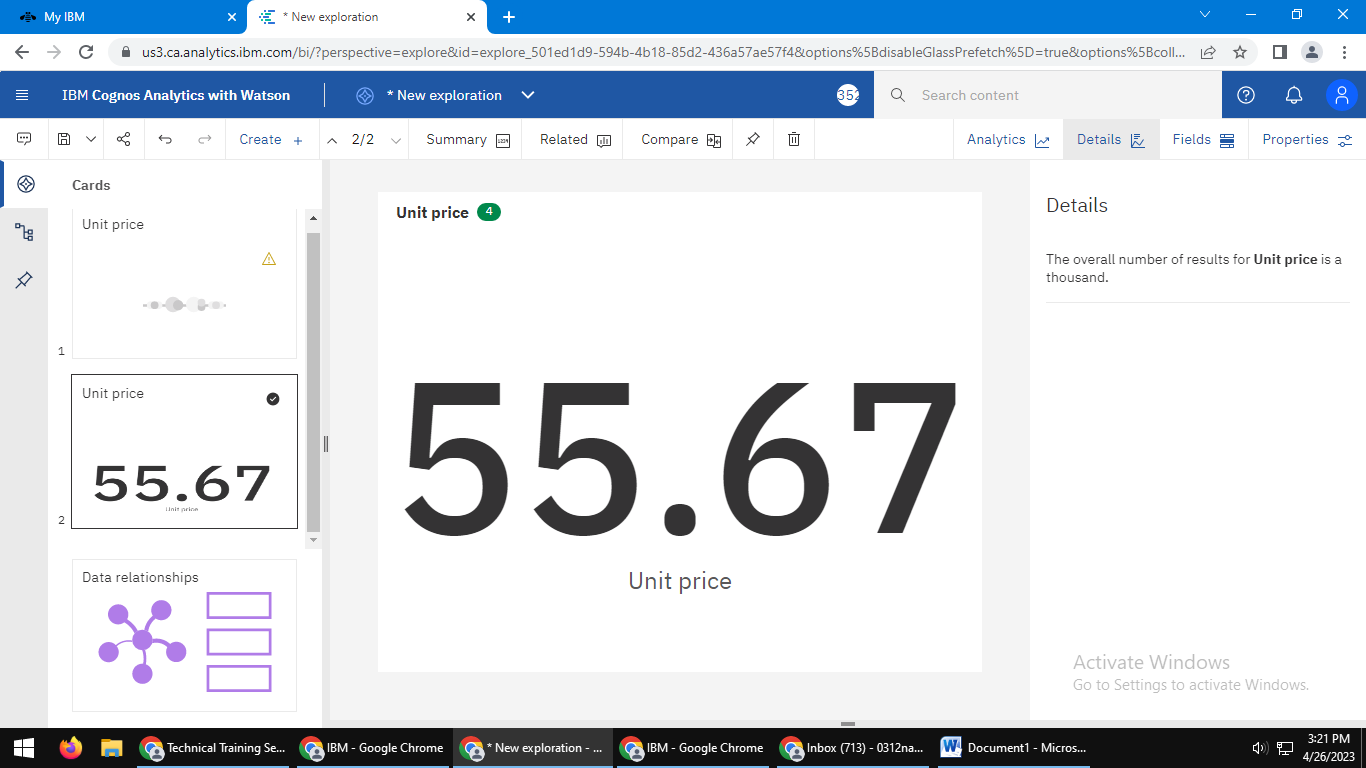 My IBM
* New exploration
us3.ca.analytics.ibm.com/bi/?perspective=explore&id=explore_501ed1d9-594b-4b18-85d2-436a57ae57f4&options%5BdisableGlassPrefetch%5D=true&options%5Bcoll...
IBM Cognos Analytics with Watson
* New exploration
352
Search content
Create +
2/2
Summary
Related
Compare
Analytics
Details
Fields
Properties
Cards
Unit price
1
Unit price
55.67
Unit price
2
Data relationships
Unit price 4
55.67
Unit price
Details
The overall number of results for Unit price is a
thousand.
Activate Windows
Go to Settings to activate Windows.
Technical Training Se...
IBM - Google Chrome
* New exploration - ...
IBM - Google Chrome
Inbox (713) - 0312na...
Document1 - Micros...
3:21 PM
4/26/2023